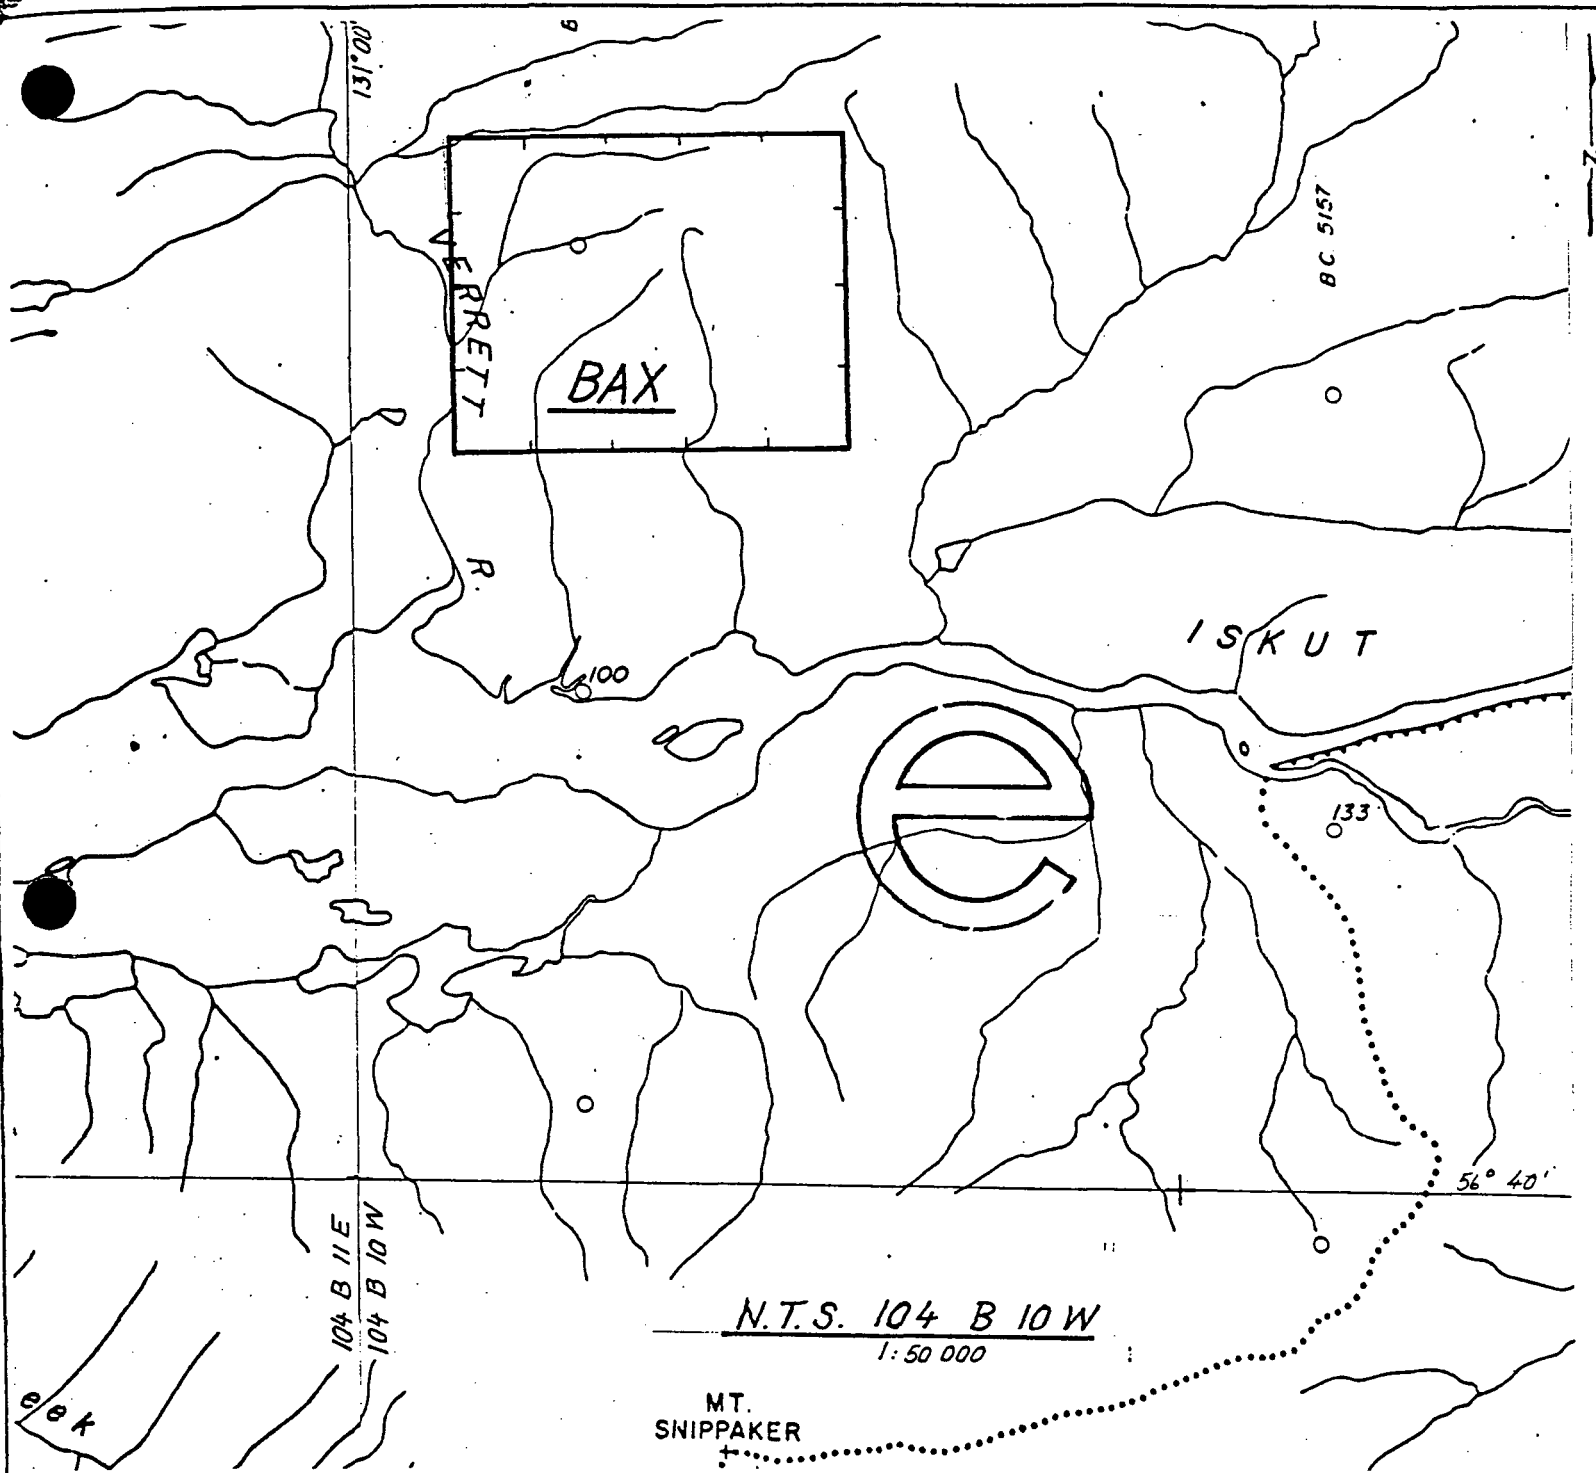 131°00'
B
VERRETT
R.
BAX
BC 5157
ISKUT
100
e
133
56° 40'
104 B 11 E
104 B 10 W
N.T.S. 104 B 10 W
1:50 000
MT.
SNIPPAKER
eek